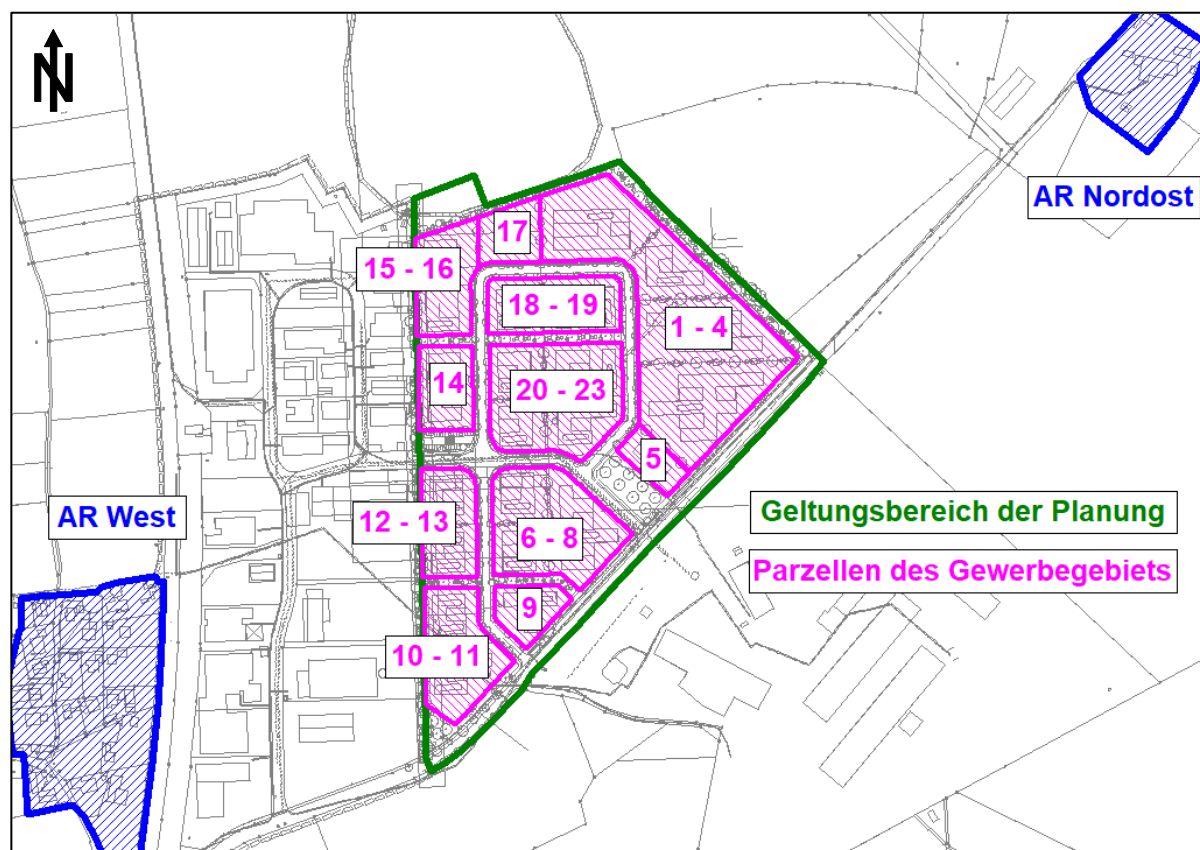 N
AR Nordost
17
15 - 16
18 - 19
1 - 4
14
20 - 23
5
AR West
12 - 13
6 - 8
Geltungsbereich der Planung
Parzellen des Gewerbegebiets
9
10 - 11